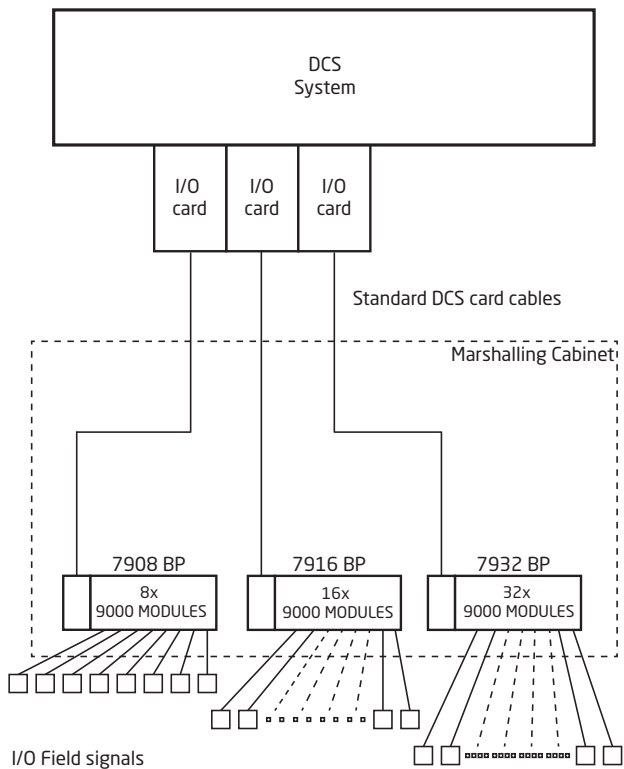 DCS
System
I/O
card
I/O
card
I/O
card
Standard DCS card cables
Marshalling Cabinet
7908 BP
8x
9000 MODULES
7916 BP
16x
9000 MODULES
7932 BP
32x
9000 MODULES
I/O Field signals